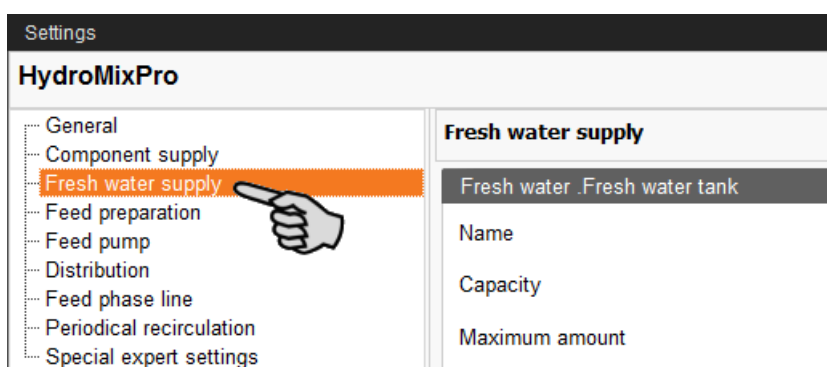 Settings
HydroMixPro
General
Component supply
Fresh water supply
Feed preparation
Feed pump
Distribution
Feed phase line
Periodical recirculation
Special expert settings
Fresh water supply
Fresh water .Fresh water tank
Name
Capacity
Maximum amount